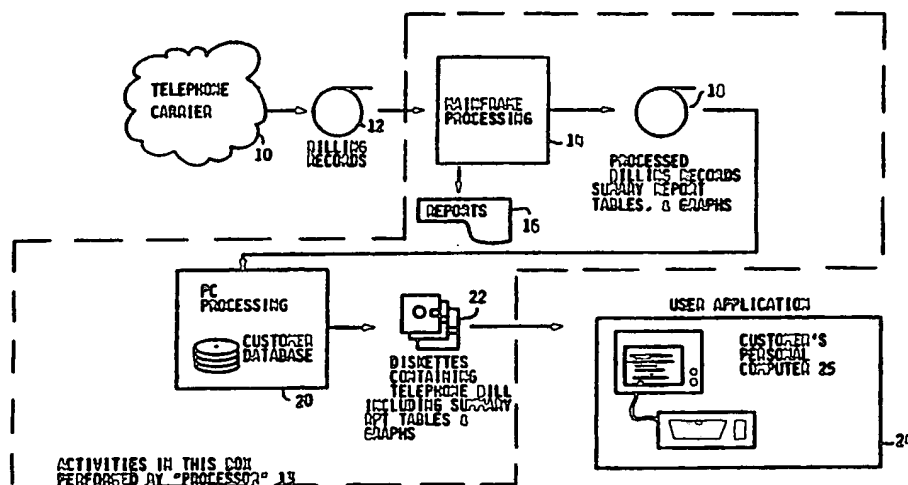 TELEPHONE
CARRIER
10
12
BILLING
RECORDS
MAINFRAME
PROCESSING
14
REPORTS
16
18
PROCESSED
BILLING RECORDS
SUMARY REPORT
TABLES, & GRAPHS
PC
PROCESSING
CUSTOMER
DATABASE
20
22
DISKETTES
CONTAINING
TELEPHONE BILL
INCLUDING SUMMARY
RPT TABLES &
GRAPHS
USER APPLICATION
CUSTOMER'S
PERSONAL
COMPUTER 25
ACTIVITIES IN THIS BOX
PERFORMED BY "PROCESSOR" 13